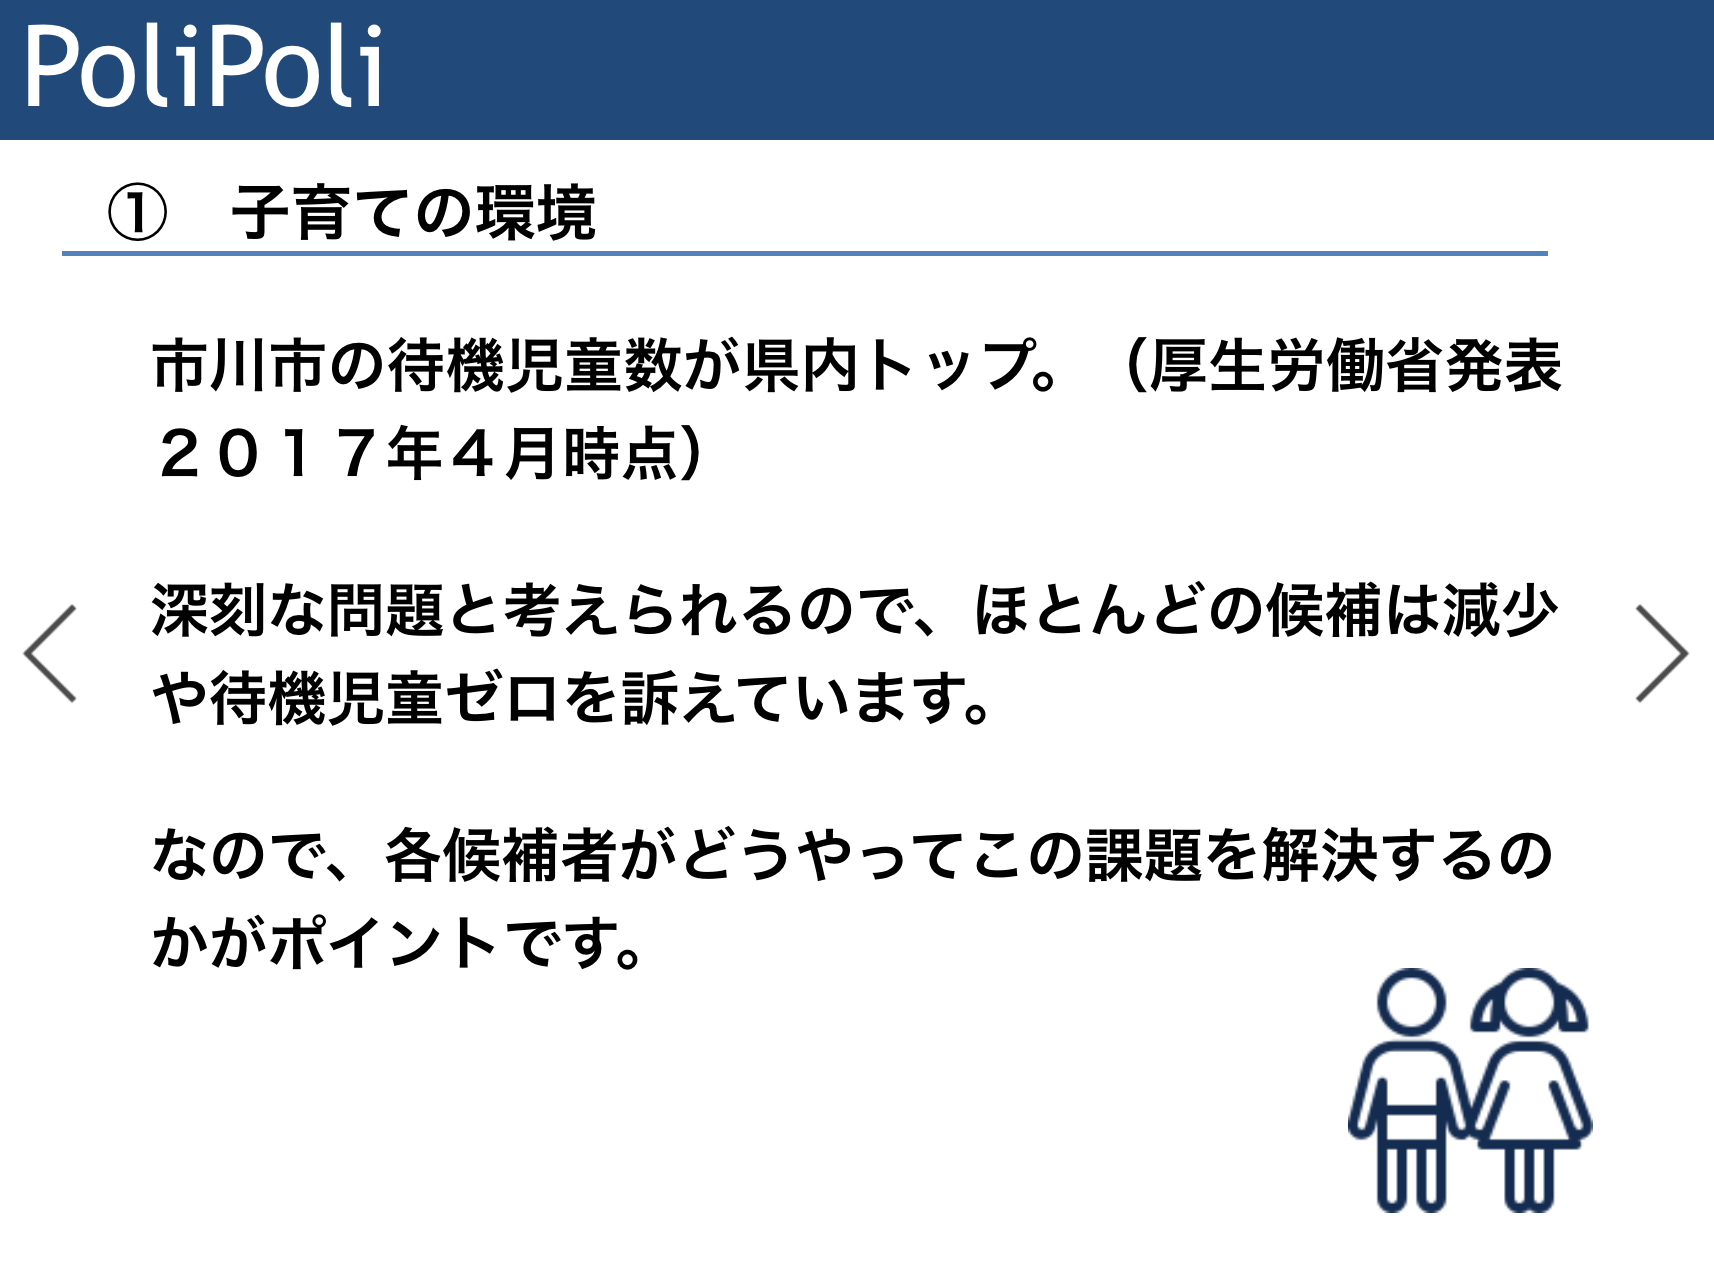 PoliPoli
①　子育ての環境
市川市の待機児童数が県内トップ。（厚生労働省発表
２０１７年４月時点）
深刻な問題と考えられるので、ほとんどの候補は減少
や待機児童ゼロを訴えています。
なので、各候補者がどうやってこの課題を解決するの
かがポイントです。